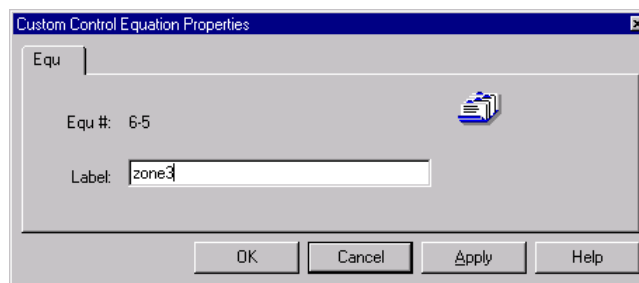 Custom Control Equation Properties
Equ
Equ #: 6-5
Label: zone3
OK Cancel Apply Help